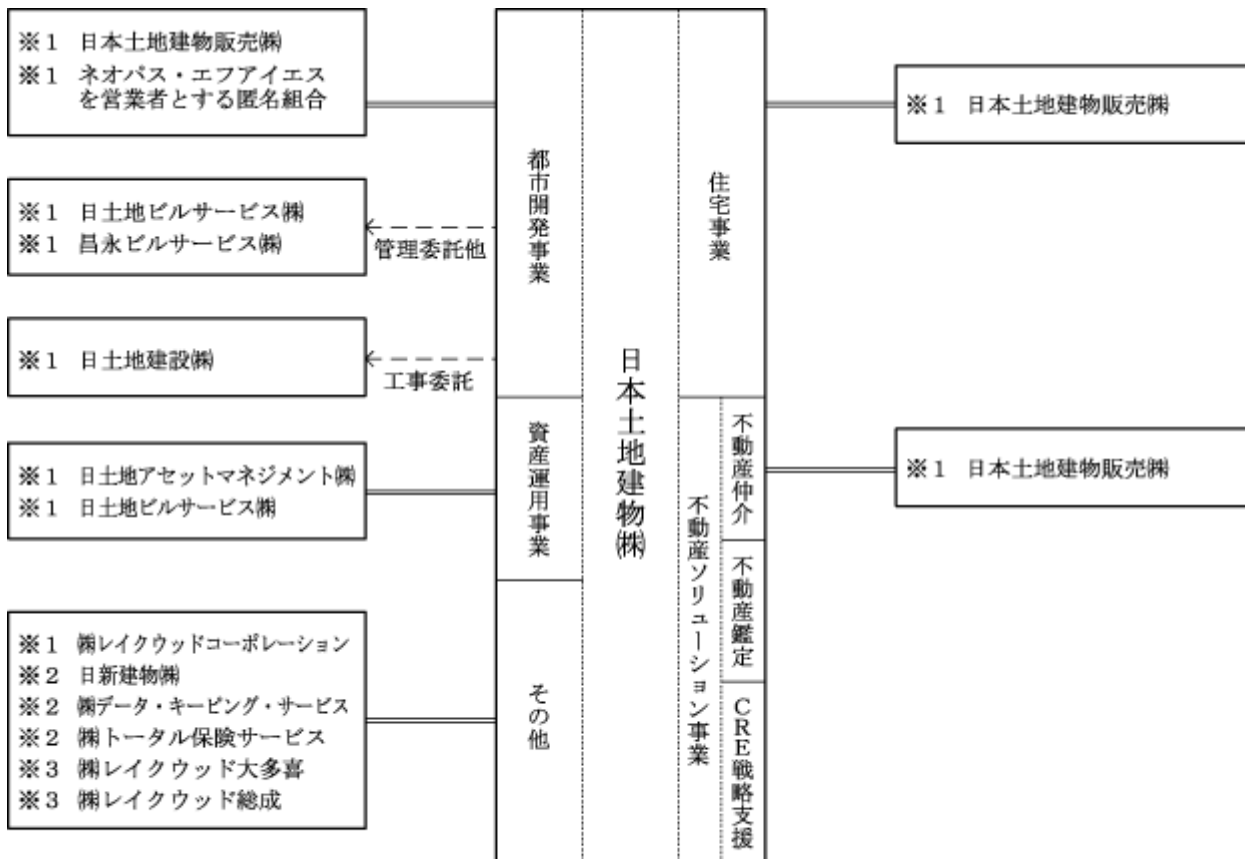 ※1 日本土地建物販売㈱
※1 ネオパス・エフアイエス
を営業者とする匿名組合
※1 日土地ビルサービス㈱
※1 昌永ビルサービス㈱
管理委託他
※1 日土地建設㈱
工事委託
※1 日土地アセットマネジメント㈱
※1 日土地ビルサービス㈱
※1 ㈱レイクウッドコーポレーション
※2 日新建物㈱
※2 ㈱データ・キーピング・サービス
※2 ㈱トータル保険サービス
※3 ㈱レイクウッド大多喜
※3 ㈱レイクウッド総成
都市開発事業
資産運用事業
その他
日本土地建物㈱
住宅事業
不動産ソリューション事業
不動産仲介
不動産鑑定
CRE戦略支援
※1 日本土地建物販売㈱
※1 日本土地建物販売㈱